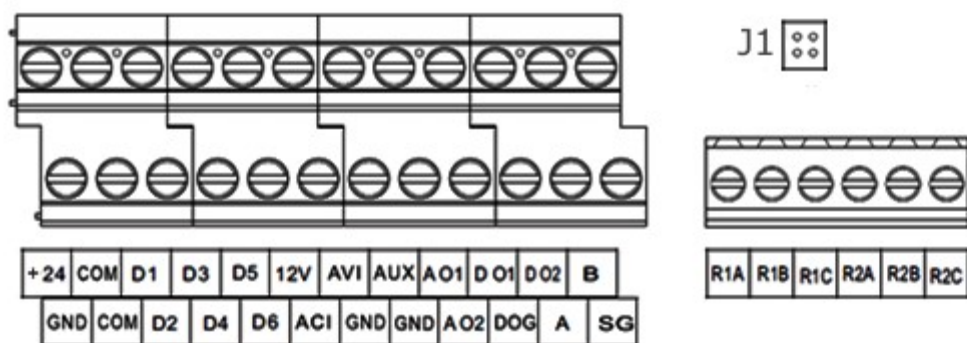 J1
+24 COM D1 D3 D5 12V AVI AUX AO1 DO1 DO2 B
R1A R1B R1C R2A R2B R2C
GND COM D2 D4 D6 ACI GND GND AO2 DOG A SG